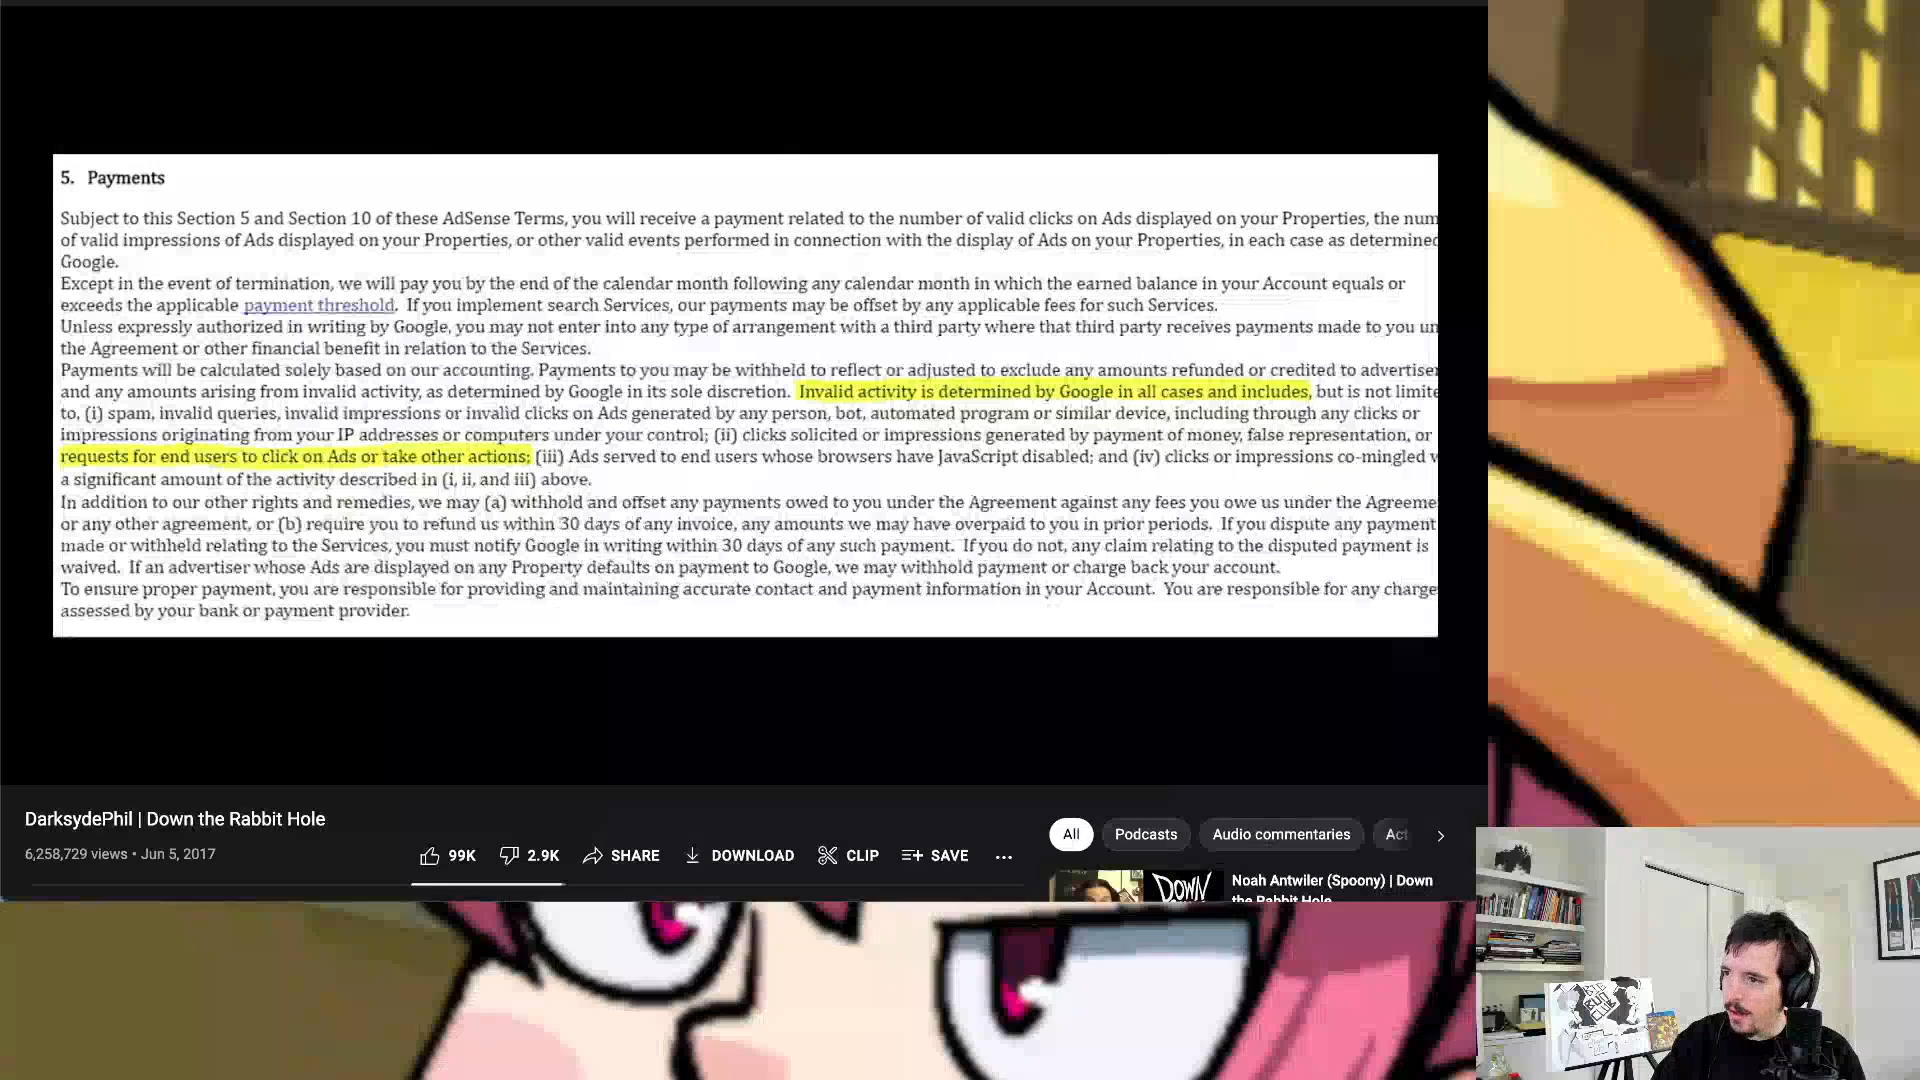 5. Payments
Subject to this Section 5 and Section 10 of these AdSense Terms, you will receive a payment related to the number of valid clicks on Ads displayed on your Properties, the num
of valid impressions of Ads displayed on your Properties, or other valid events performed in connection with the display of Ads on your Properties, in each case as determined
Google.
Except in the event of termination, we will pay you by the end of the calendar month following any calendar month in which the earned balance in your Account equals or
exceeds the applicable payment threshold. If you implement search Services, our payments may be offset by any applicable fees for such Services.
Unless expressly authorized in writing by Google, you may not enter into any type of arrangement with a third party where that third party receives payments made to you un
the Agreement or other financial benefit in relation to the Services.
Payments will be calculated solely based on our accounting. Payments to you may be withheld to reflect or adjusted to exclude any amounts refunded or credited to advertiser
and any amounts arising from invalid activity, as determined by Google in its sole discretion. Invalid activity is determined by Google in all cases and includes, but is not limite
to, (i) spam, invalid queries, invalid impressions or invalid clicks on Ads generated by any person, bot, automated program or similar device, including through any clicks or
impressions originating from your IP addresses or computers under your control; (ii) clicks solicited or impressions generated by payment of money, false representation, or
requests for end users to click on Ads or take other actions; (iii) Ads served to end users whose browsers have JavaScript disabled; and (iv) clicks or impressions co-mingled w
a significant amount of the activity described in (i, ii, and iii) above.
In addition to our other rights and remedies, we may (a) withhold and offset any payments owed to you under the Agreement against any fees you owe us under the Agreeme
or any other agreement, or (b) require you to refund us within 30 days of any invoice, any amounts we may have overpaid to you in prior periods. If you dispute any payment
made or withheld relating to the Services, you must notify Google in writing within 30 days of any such payment. If you do not, any claim relating to the disputed payment is
waived. If an advertiser whose Ads are displayed on any Property defaults on payment to Google, we may withhold payment or charge back your account.
To ensure proper payment, you are responsible for providing and maintaining accurate contact and payment information in your Account. You are responsible for any charge
assessed by your bank or payment provider.
DarksydePhil | Down the Rabbit Hole
6,258,729 views • Jun 5, 2017
99K 2.9K SHARE DOWNLOAD CLIP SAVE ...
All Podcasts Audio commentaries Act
DOWN
Noah Antwiler (Spoony) | Down
the Rabbit Hole
BIG
RUN
CLUB